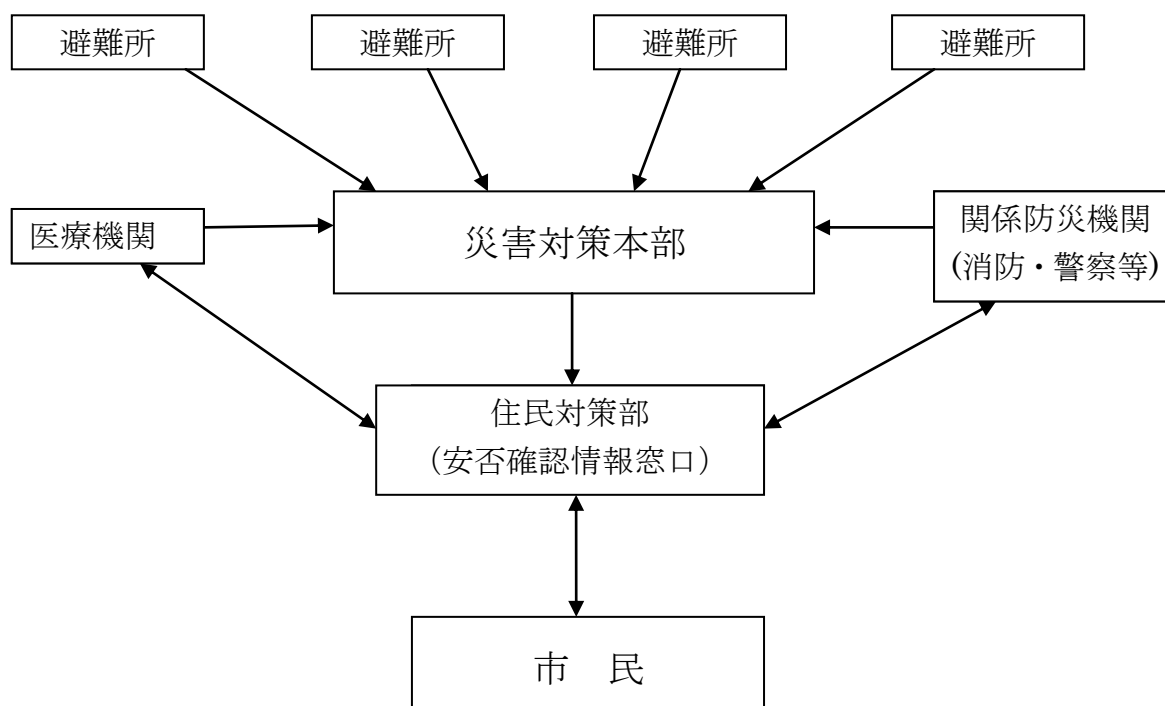 避難所
避難所
避難所
避難所
医療機関
災害対策本部
関係防災機関
(消防・警察等)
住民対策部
（安否確認情報窓口）
市　民